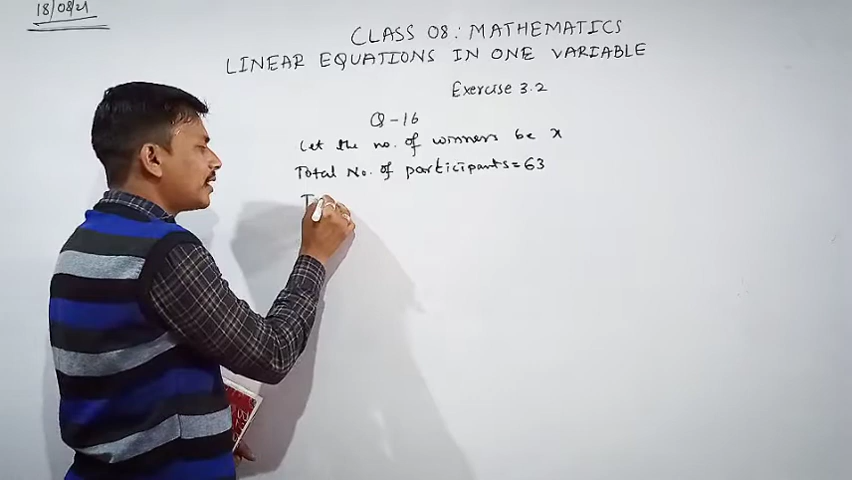 18/08/21
CLASS 08: MATHEMATICS
LINEAR EQUATIONS IN ONE VARIABLE
Exercise 3.2
Q-16
Let the no. of winners be x
Total No. of participants=63
T